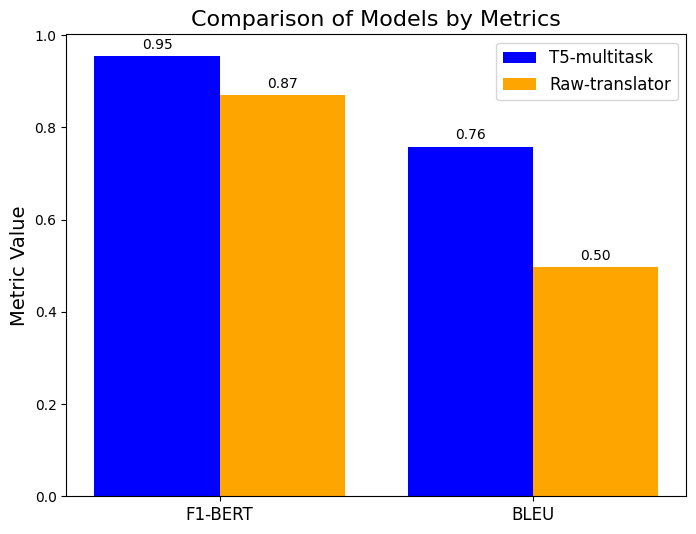 Comparison of Models by Metrics
1.0
0.8
0.6
0.4
0.2
0.0
Metric Value
0.95
0.87
0.76
0.50
T5-multitask
Raw-translator
F1-BERT
BLEU